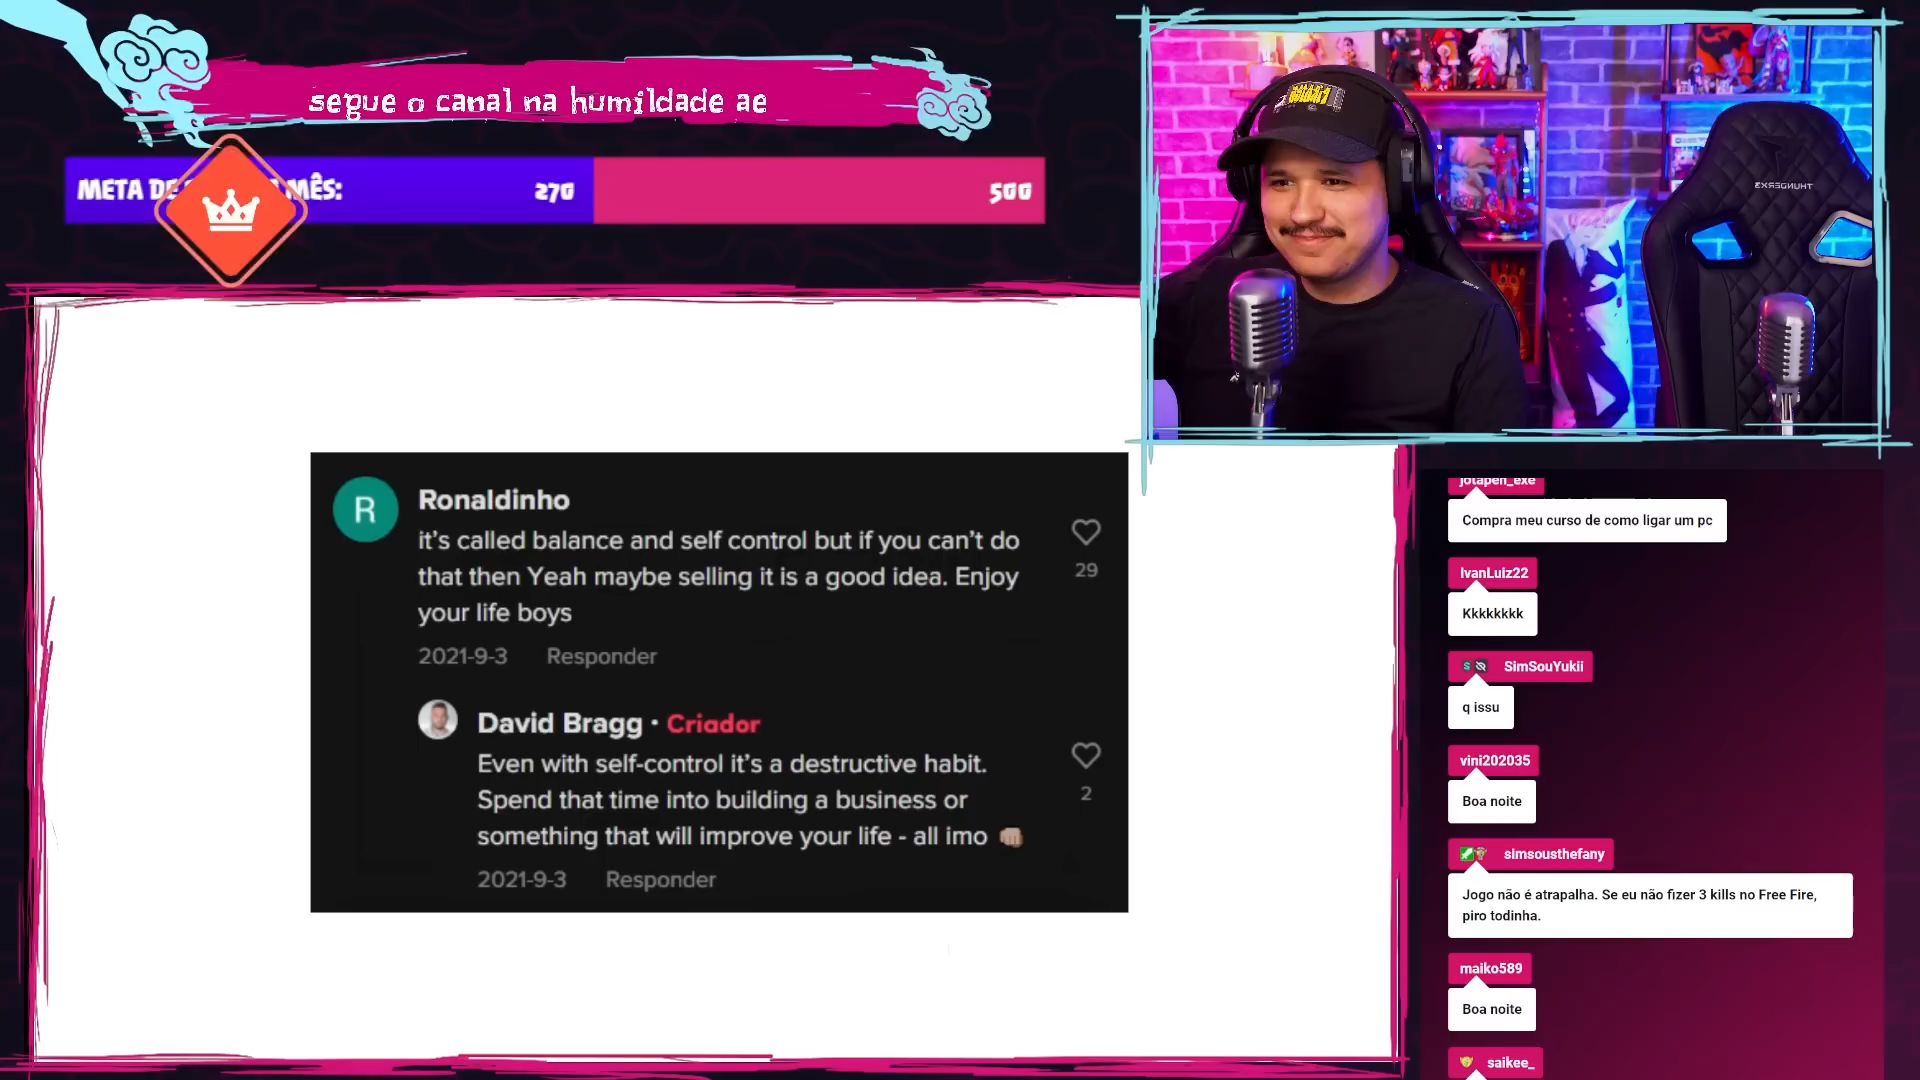 segue o canal na humildade ae
META DE
MÊS:
270
500
THUNDERX3
R
Ronaldinho
it's called balance and self control but if you can't do
that then Yeah maybe selling it is a good idea. Enjoy
your life boys
29
2021-9-3 Responder
David Bragg · Criador
Even with self-control it's a destructive habit.
Spend that time into building a business or
something that will improve your life - all imo 👊🏼
2
2021-9-3 Responder
jotapeh_exe
Compra meu curso de como ligar um pc
IvanLuiz22
Kkkkkkkk
SimSouYukii
q issu
vini202035
Boa noite
simsousthefany
Jogo não é atrapalha. Se eu não fizer 3 kills no Free Fire,
piro todinha.
maiko589
Boa noite
saikee_